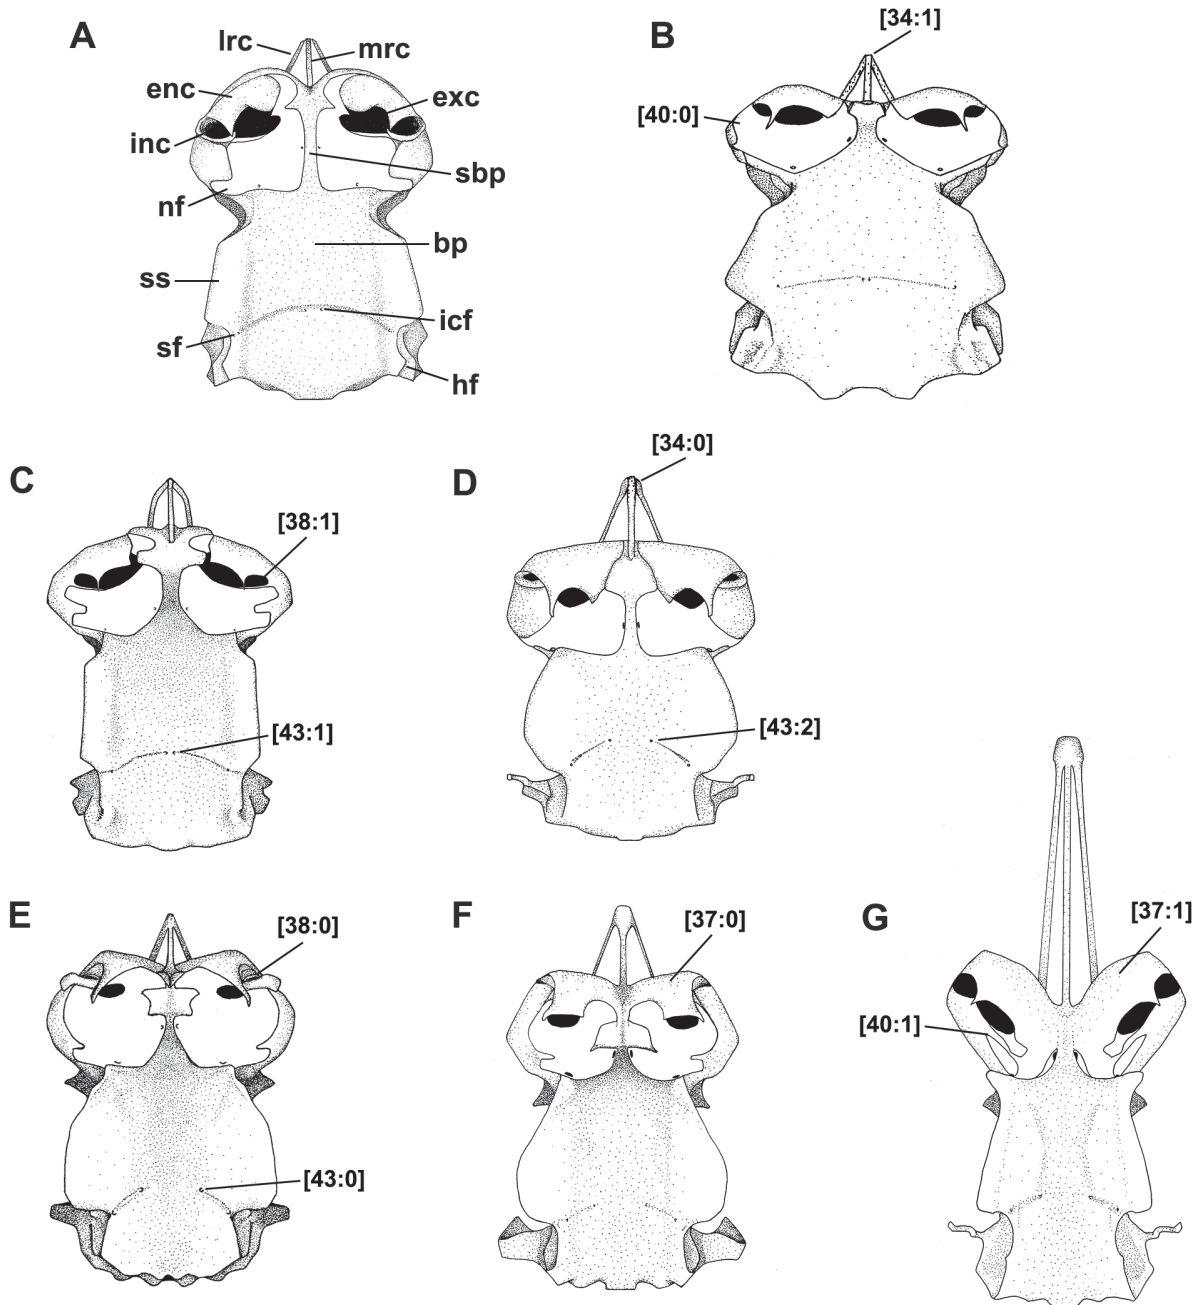 A
lrc
mrc
enc
exc
inc
sbp
nf
bp
ss
icf
sf
hf
B
[34:1]
[40:0]
C
[38:1]
[43:1]
D
[34:0]
[43:2]
E
[38:0]
[43:0]
F
[37:0]
G
[37:1]
[40:1]